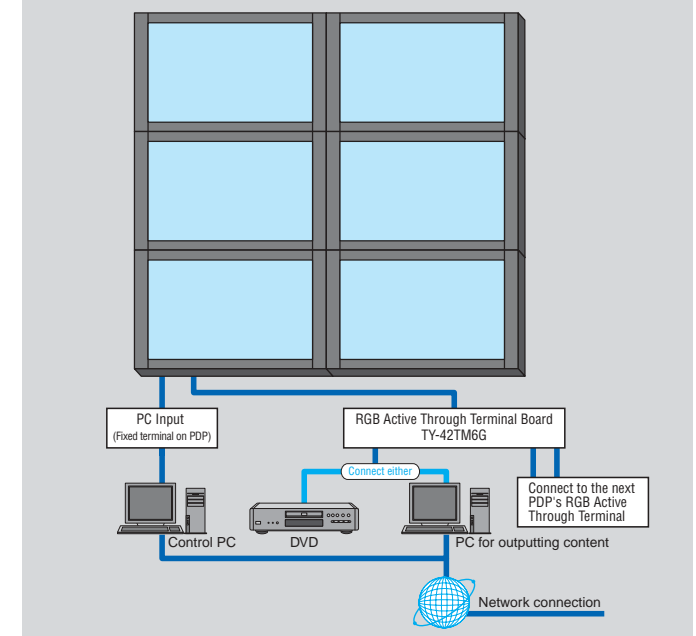 PC Input
(Fixed terminal on PDP)
RGB Active Through Terminal Board
TY-42TM6G
Connect either
Connect to the next
PDP's RGB Active
Through Terminal
Control PC
DVD
PC for outputting content
Network connection